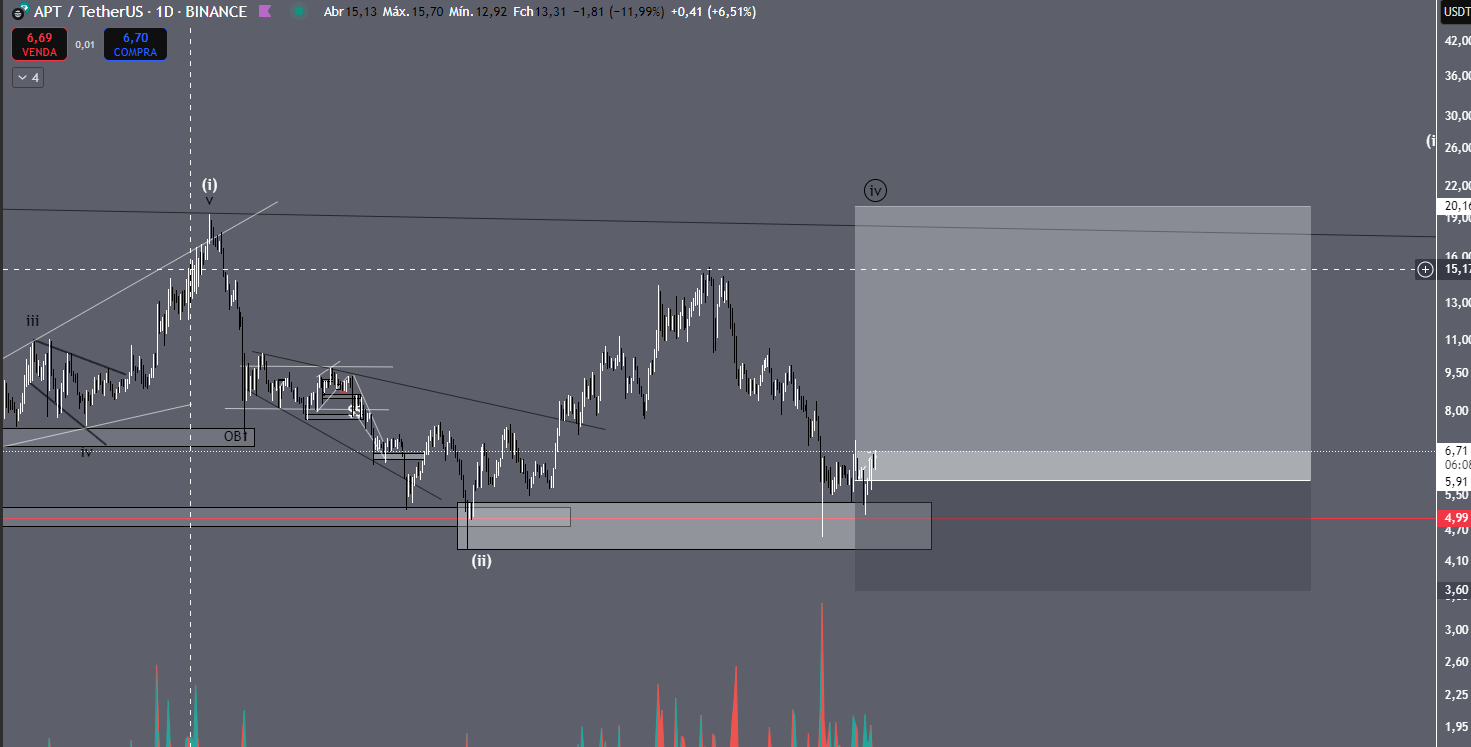 APT / TetherUS · 1D · BINANCE Abr15,13 Máx.15,70 Mín.12,92 Fch13,31 −1,81 (−11,99%) +0,41 (+6,51%)
USDT
6,69
VENDA
0,01
6,70
COMPRA
4
42,00
36,00
30,00
26,00
(i
22,00
20,16
19,00
16,00
15,17
13,00
11,00
9,50
8,00
6,71
06:08
5,91
5,50
4,99
4,70
4,10
3,60
3,00
2,60
2,25
1,95
(i)
v
iv
iii
OB1
iv
(ii)